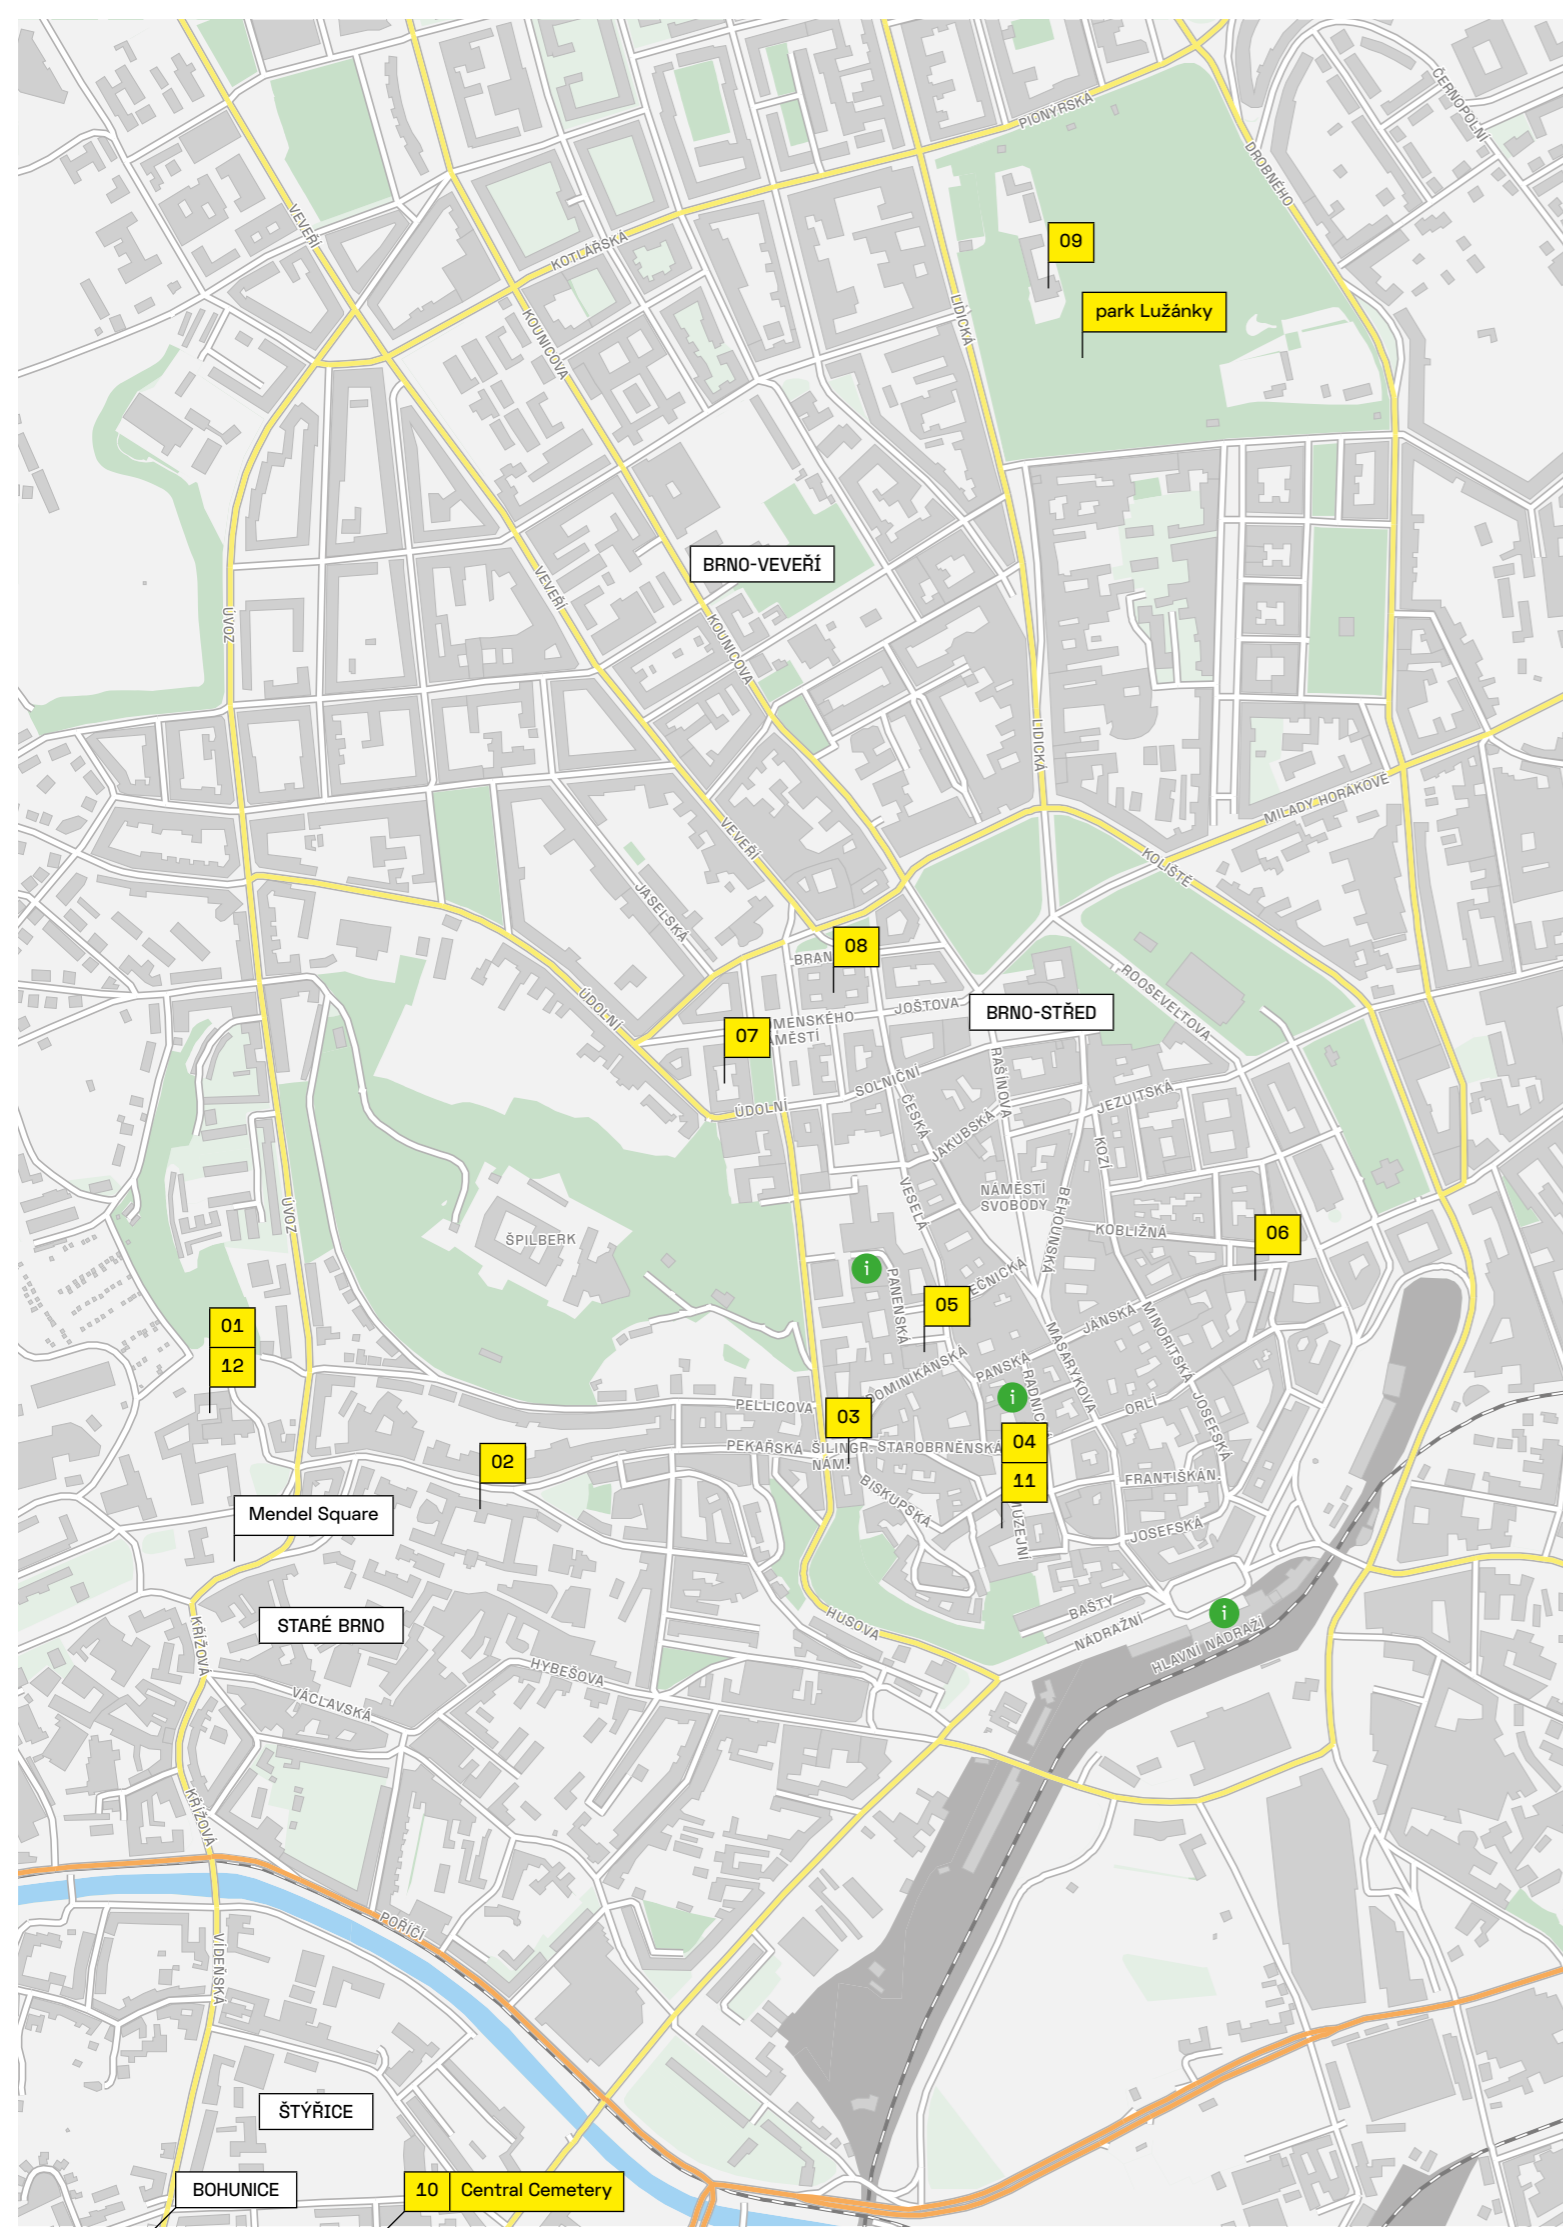 ČERNOPOLNÍ
PIONÝRSKÁ
DROBNÉHO
VEVEŘÍ
KOTLÁŘSKÁ
09
park Lužánky
LIDICKÁ
KOUNICOVA
BRNO-VEVEŘÍ
VEVEŘÍ
ÚVOZ
KOUNICOVA
LIDICKÁ
MILADY HORÁKOVÉ
VEVEŘÍ
KOLIŠTĚ
JASELSKÁ
08
BRAN
ROOSEVELTOVA
ÚDOLNÍ
JOŠTOVA
BRNO-STŘED
MENSKÉHO
ÁMĚSTÍ
07
RAŠÍNOVA
SOLNIČNÍ
ÚDOLNÍ
ČESKÁ
JEZUITSKÁ
JAKUBSKÁ
KOZÍ
ÚVOZ
VESELÁ
NÁMĚSTÍ
SVOBODY
BĚHOUNSKÁ
KOBLIŽNÁ
06
ŠPILBERK
i
PANENSKÁ
EČNICKÁ
05
01
12
JÁNSKÁ
MINORITSKÁ
MASARYKOVA
DOMINIKÁNSKÁ
PANSKÁ
i
RADNIC
ORLÍ
JOSEFSKÁ
PELLICOVA
03
PEKAŘSKÁ
ŠILINGR.
NÁM.
STAROBRNĚNSKÁ
04
11
02
FRANTIŠKÁN.
BISKUPSKÁ
MUZEJNÍ
JOSEFSKÁ
Mendel Square
STARÉ BRNO
KŘÍŽOVÁ
HUSOVA
BAŠTY
NÁDRAŽNÍ
i
HLAVNÍ NÁDRAŽÍ
HYBEŠOVA
VÁCLAVSKÁ
KŘÍŽOVÁ
POŘÍČÍ
VÍDEŇSKÁ
ŠTÝŘICE
BOHUNICE
10 Central Cemetery